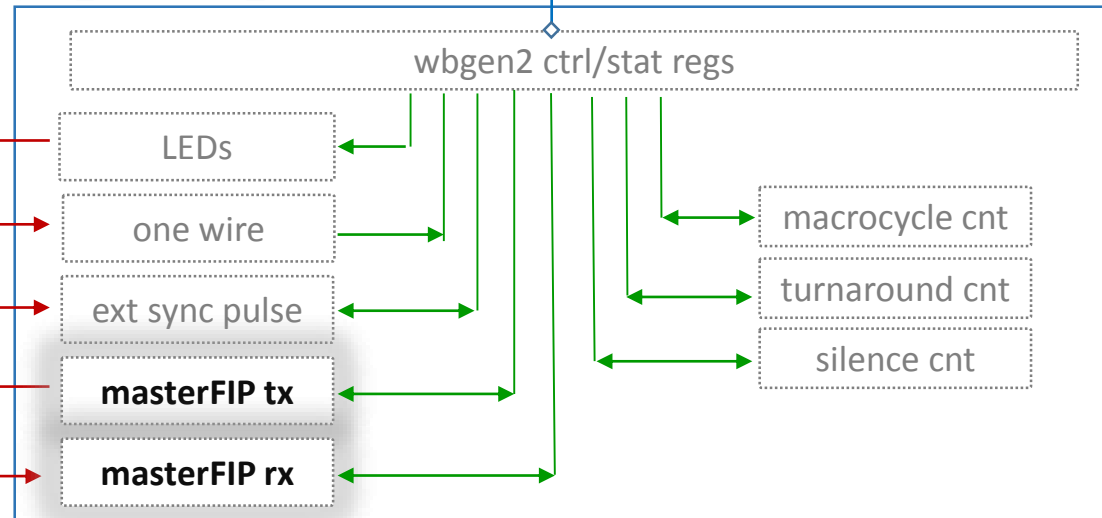 wbgen2 ctrl/stat regs
LEDs
one wire
ext sync pulse
masterFIP tx
masterFIP rx
macrocycle cnt
turnaround cnt
silence cnt